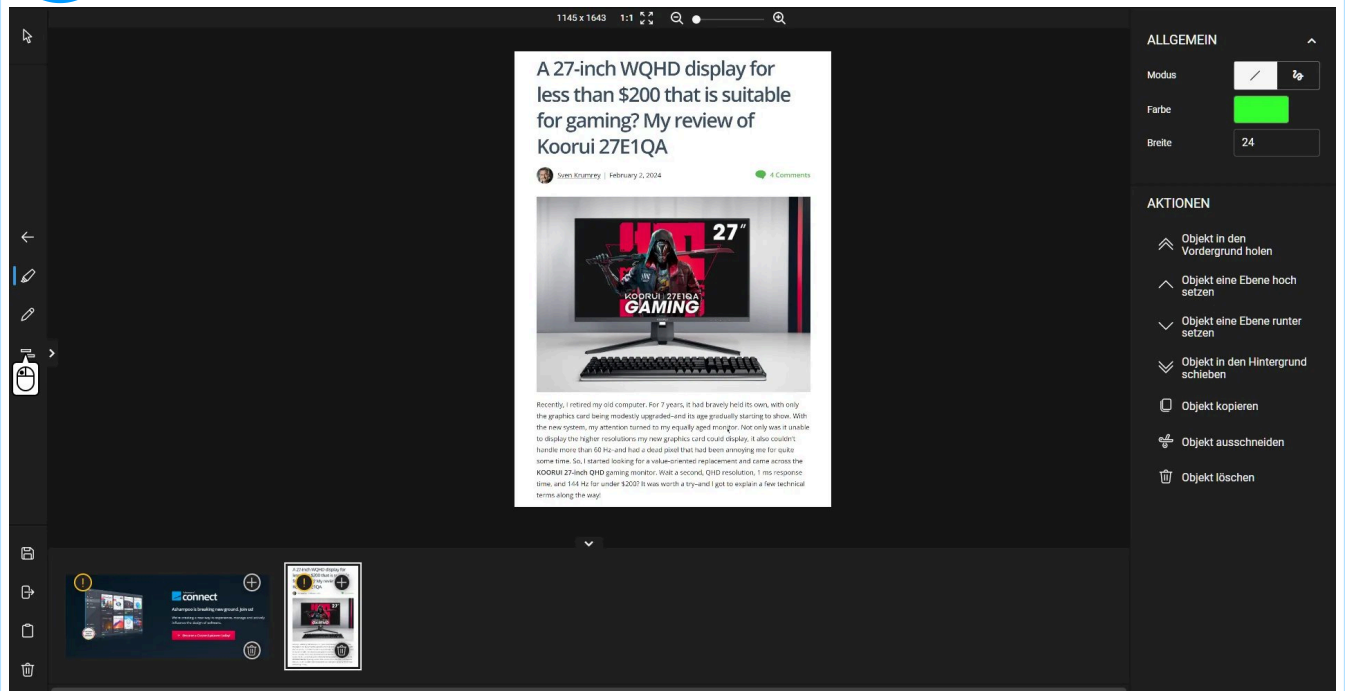 1145 x 1643 1:1
ALLGEMEIN
Modus
Farbe
Breite 24
AKTIONEN
Objekt in den
Vordergrund holen
Objekt eine Ebene hoch
setzen
Objekt eine Ebene runter
setzen
Objekt in den Hintergrund
schieben
Objekt kopieren
Objekt ausschneiden
Objekt löschen
A 27-inch WQHD display for
less than $200 that is suitable
for gaming? My review of
Koorui 27E1QA
Sven Krumrey | February 2, 2024 4 Comments
27"
KOORUI 27E1QA
GAMING
Recently, I retired my old computer. For 7 years, it had bravely held its own, with only
the graphics card being modestly upgraded–and its age gradually starting to show. With
the new system, my attention turned to my equally aged monitor. Not only was it unable
to display the higher resolutions my new graphics card could display, it also couldn't
handle more than 60 Hz–and had a dead pixel that had been annoying me for quite
some time. So, I started looking for a value-oriented replacement and came across the
KOORUI 27-inch QHD gaming monitor. Wait a second, QHD resolution, 1 ms response
time, and 144 Hz for under $200? It was worth a try–and I got to explain a few technical
terms along the way!
connect
Ashampoo is breaking new ground. Join us!